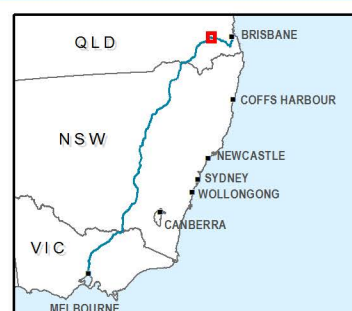 BRISBANE
QLD
COFFS HARBOUR
NSW
NEWCASTLE
SYDNEY
WOLLONGONG
CANBERRA
VIC
MELBOURNE